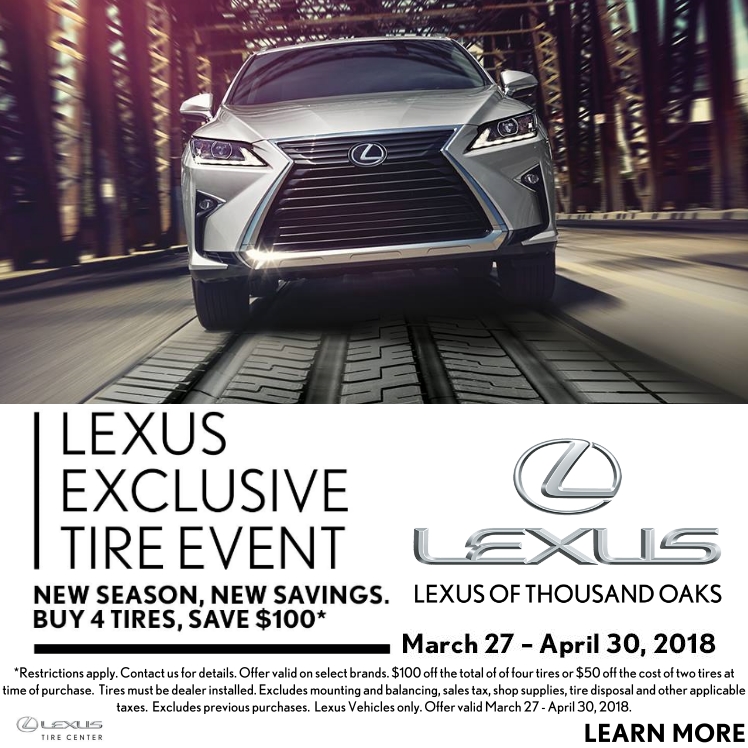 LEXUS
EXCLUSIVE
TIRE EVENT
NEW SEASON, NEW SAVINGS.
BUY 4 TIRES, SAVE $100*
LEXUS
LEXUS OF THOUSAND OAKS
March 27 – April 30, 2018
*Restrictions apply. Contact us for details. Offer valid on select brands. $100 off the total of of four tires or $50 off the cost of two tires at
time of purchase.  Tires must be dealer installed. Excludes mounting and balancing, sales tax, shop supplies, tire disposal and other applicable
taxes.  Excludes previous purchases.  Lexus Vehicles only. Offer valid March 27 - April 30, 2018.
LEXUS
TIRE CENTER
LEARN MORE